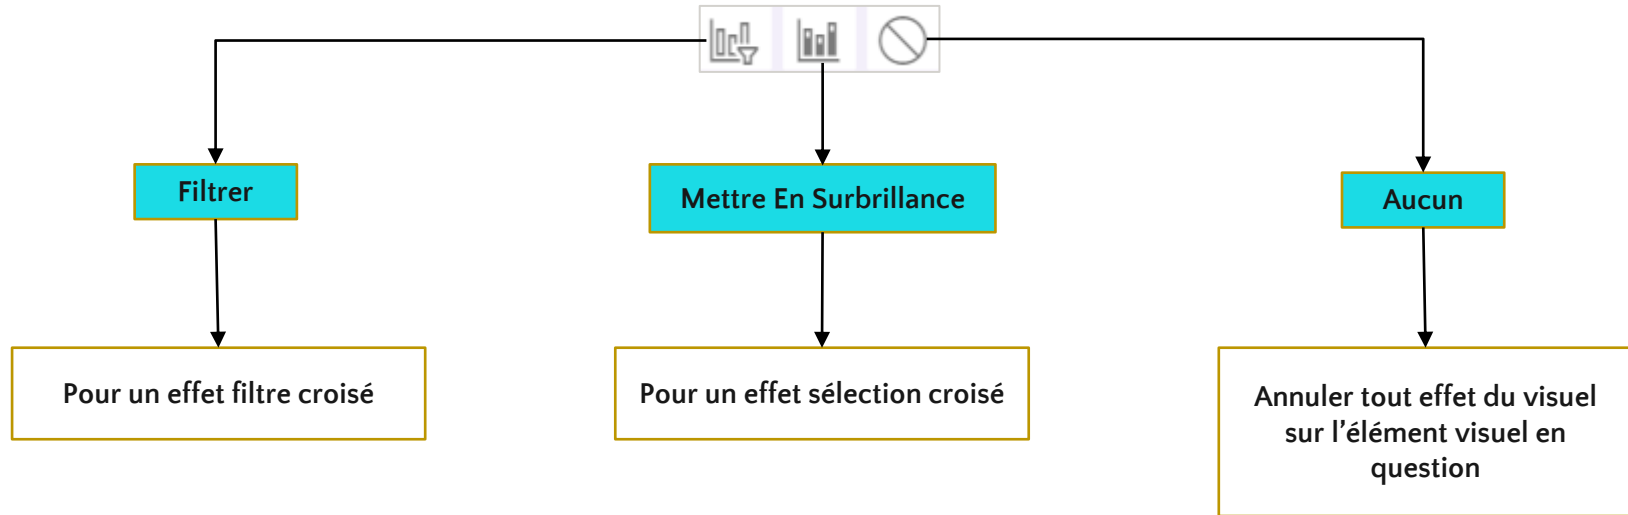 Filtrer
Mettre En Surbrillance
Aucun
Pour un effet filtre croisé
Pour un effet sélection croisé
Annuler tout effet du visuel
sur l’élément visuel en
question